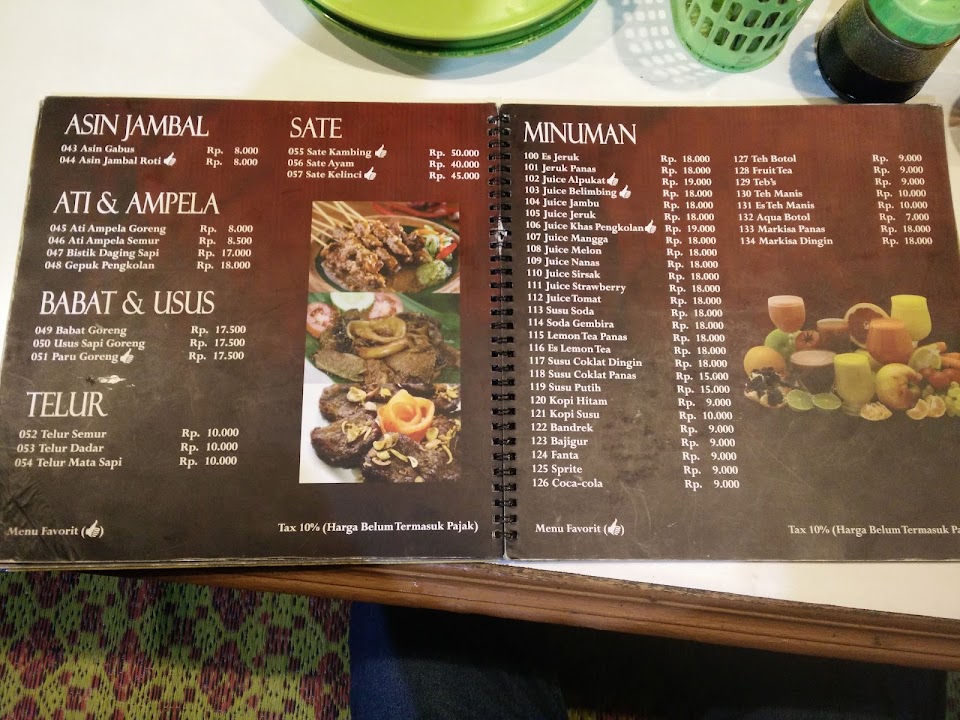 ASIN JAMBAL
043 Asin Gabus Rp. 8.000
044 Asin Jambal Roti Rp. 8.000
ATI & AMPELA
045 Ati Ampela Goreng Rp. 8.000
046 Ati Ampela Semur Rp. 8.500
047 Bistik Daging Sapi Rp. 17.000
048 Gepuk Pengkolan Rp. 18.000
BABAT & USUS
049 Babat Goreng Rp. 17.500
050 Usus Sapi Goreng Rp. 17.500
051 Paru Goreng Rp. 17.500
TELUR
052 Telur Semur Rp. 10.000
053 Telur Dadar Rp. 10.000
054 Telur Mata Sapi Rp. 10.000
SATE
055 Sate Kambing Rp. 50.000
056 Sate Ayam Rp. 40.000
057 Sate Kelinci Rp. 45.000
Menu Favorit ()
Tax 10% (Harga Belum Termasuk Pajak)
MINUMAN
100 Es Jeruk Rp. 18.000
101 Jeruk Panas Rp. 18.000
102 Juice Alpukat Rp. 19.000
103 Juice Belimbing Rp. 18.000
104 Juice Jambu Rp. 18.000
105 Juice Jeruk Rp. 18.000
106 Juice Khas Pengkolan Rp. 19.000
107 Juice Mangga Rp. 18.000
108 Juice Melon Rp. 18.000
109 Juice Nanas Rp. 18.000
110 Juice Sirsak Rp. 18.000
111 Juice Strawberry Rp. 18.000
112 Juice Tomat Rp. 18.000
113 Susu Soda Rp. 18.000
114 Soda Gembira Rp. 18.000
115 Lemon Tea Panas Rp. 18.000
116 Es Lemon Tea Rp. 18.000
117 Susu Coklat Dingin Rp. 18.000
118 Susu Coklat Panas Rp. 15.000
119 Susu Putih Rp. 15.000
120 Kopi Hitam Rp. 9.000
121 Kopi Susu Rp. 10.000
122 Bandrek Rp. 9.000
123 Bajigur Rp. 9.000
124 Fanta Rp. 9.000
125 Sprite Rp. 9.000
126 Coca-cola Rp. 9.000
127 Teh Botol Rp. 9.000
128 Fruit Tea Rp. 9.000
129 Teb's Rp. 9.000
130 Teh Manis Rp. 10.000
131 Es Teh Manis Rp. 10.000
132 Aqua Botol Rp. 7.000
133 Markisa Panas Rp. 18.000
134 Markisa Dingin Rp. 18.000
Menu Favorit ()
Tax 10% (Harga Belum Termasuk Pa